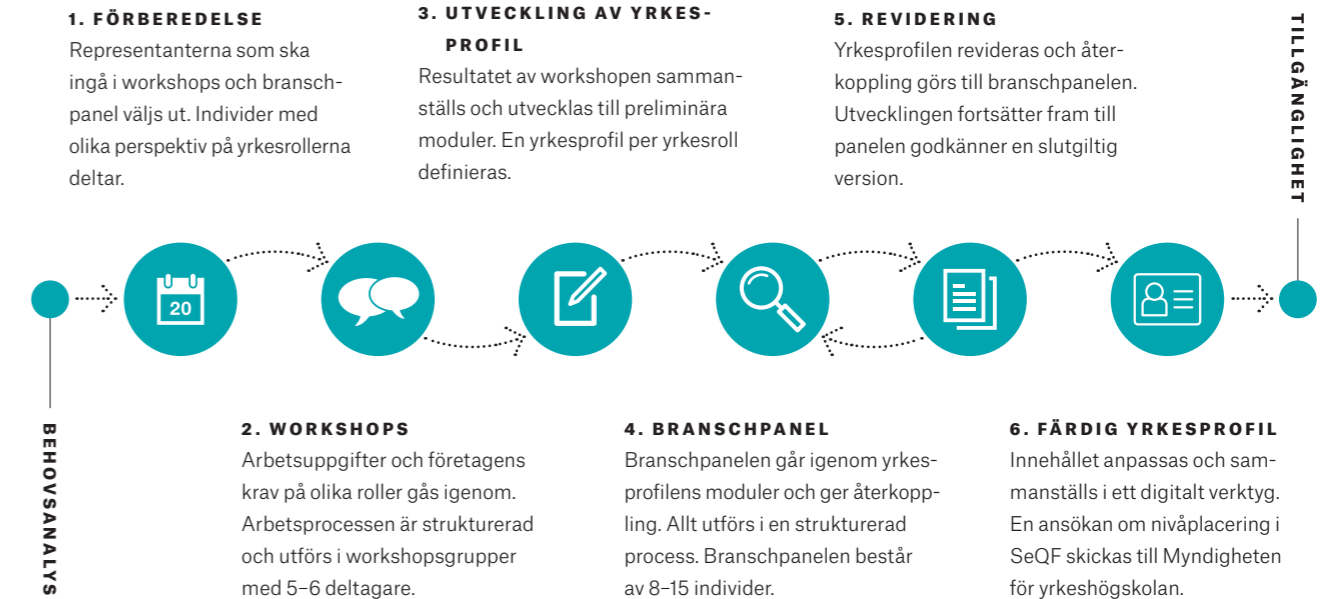 1. FÖRBEREDELSE
Representanterna som ska
ingå i workshops och bransch-
panel väljs ut. Individer med
olika perspektiv på yrkesrollerna
deltar.
3. UTVECKLING AV YRKES-
PROFIL
Resultatet av workshopen samman-
ställs och utvecklas till preliminära
moduler. En yrkesprofil per yrkesroll
definieras.
5. REVIDERING
Yrkesprofilen revideras och åter-
koppling görs till branschpanelen.
Utvecklingen fortsätter fram till
panelen godkänner en slutgiltig
version.
TILLGÄNGLIGHET
20
BEHOVSANALYS
2. WORKSHOPS
Arbetsuppgifter och företagens
krav på olika roller gås igenom.
Arbetsprocessen är strukturerad
och utförs i workshopsgrupper
med 5–6 deltagare.
4. BRANSCHPANEL
Branschpanelen går igenom yrkes-
profilens moduler och ger återkopp-
ling. Allt utförs i en strukturerad
process. Branschpanelen består
av 8–15 individer.
6. FÄRDIG YRKESPROFIL
Innehållet anpassas och sam-
manställs i ett digitalt verktyg.
En ansökan om nivåplacering i
SeQF skickas till Myndigheten
för yrkeshögskolan.